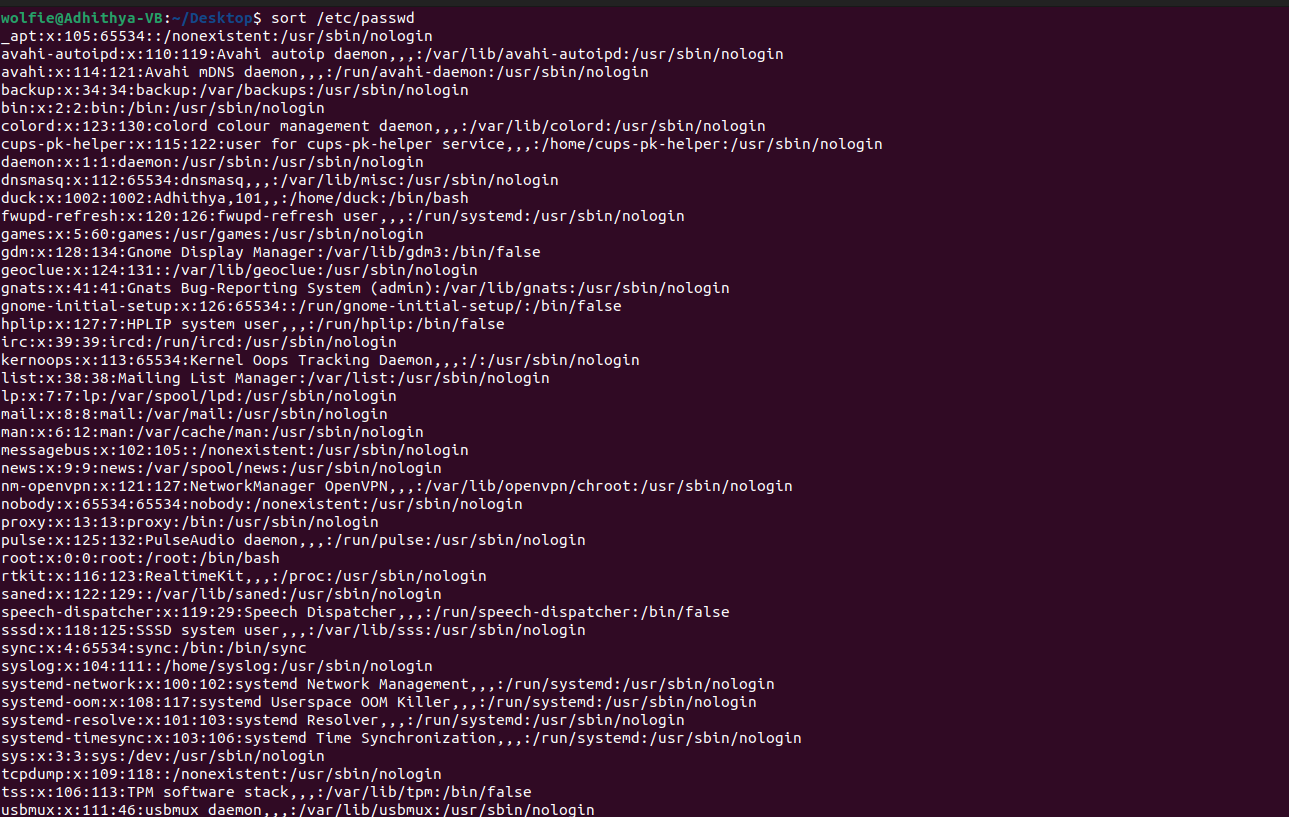 wolfie@Adhithya-VB:~/Desktop$ sort /etc/passwd
_apt:x:105:65534::/nonexistent:/usr/sbin/nologin
avahi-autoipd:x:110:119:Avahi autoip daemon,,,:/var/lib/avahi-autoipd:/usr/sbin/nologin
avahi:x:114:121:Avahi mDNS daemon,,,:/run/avahi-daemon:/usr/sbin/nologin
backup:x:34:34:backup:/var/backups:/usr/sbin/nologin
bin:x:2:2:bin:/bin:/usr/sbin/nologin
colord:x:123:130:colord colour management daemon,,,:/var/lib/colord:/usr/sbin/nologin
cups-pk-helper:x:115:122:user for cups-pk-helper service,,,:/home/cups-pk-helper:/usr/sbin/nologin
daemon:x:1:1:daemon:/usr/sbin:/usr/sbin/nologin
dnsmasq:x:112:65534:dnsmasq,,,:/var/lib/misc:/usr/sbin/nologin
duck:x:1002:1002:Adhithya,101,,:/home/duck:/bin/bash
fwupd-refresh:x:120:126:fwupd-refresh user,,,:/run/systemd:/usr/sbin/nologin
games:x:5:60:games:/usr/games:/usr/sbin/nologin
gdm:x:128:134:Gnome Display Manager:/var/lib/gdm3:/bin/false
geoclue:x:124:131::/var/lib/geoclue:/usr/sbin/nologin
gnats:x:41:41:Gnats Bug-Reporting System (admin):/var/lib/gnats:/usr/sbin/nologin
gnome-initial-setup:x:126:65534::/run/gnome-initial-setup/:/bin/false
hplip:x:127:7:HPLIP system user,,,:/run/hplip:/bin/false
irc:x:39:39:ircd:/run/ircd:/usr/sbin/nologin
kernoops:x:113:65534:Kernel Oops Tracking Daemon,,,:/:/usr/sbin/nologin
list:x:38:38:Mailing List Manager:/var/list:/usr/sbin/nologin
lp:x:7:7:lp:/var/spool/lpd:/usr/sbin/nologin
mail:x:8:8:mail:/var/mail:/usr/sbin/nologin
man:x:6:12:man:/var/cache/man:/usr/sbin/nologin
messagebus:x:102:105::/nonexistent:/usr/sbin/nologin
news:x:9:9:news:/var/spool/news:/usr/sbin/nologin
nm-openvpn:x:121:127:NetworkManager OpenVPN,,,:/var/lib/openvpn/chroot:/usr/sbin/nologin
nobody:x:65534:65534:nobody:/nonexistent:/usr/sbin/nologin
proxy:x:13:13:proxy:/bin:/usr/sbin/nologin
pulse:x:125:132:PulseAudio daemon,,,:/run/pulse:/usr/sbin/nologin
root:x:0:0:root:/root:/bin/bash
rtkit:x:116:123:RealtimeKit,,,:/proc:/usr/sbin/nologin
saned:x:122:129::/var/lib/saned:/usr/sbin/nologin
speech-dispatcher:x:119:29:Speech Dispatcher,,,:/run/speech-dispatcher:/bin/false
sssd:x:118:125:SSSD system user,,,:/var/lib/sss:/usr/sbin/nologin
sync:x:4:65534:sync:/bin:/bin/sync
syslog:x:104:111::/home/syslog:/usr/sbin/nologin
systemd-network:x:100:102:systemd Network Management,,,:/run/systemd:/usr/sbin/nologin
systemd-oom:x:108:117:systemd Userspace OOM Killer,,,:/run/systemd:/usr/sbin/nologin
systemd-resolve:x:101:103:systemd Resolver,,,:/run/systemd:/usr/sbin/nologin
systemd-timesync:x:103:106:systemd Time Synchronization,,,:/run/systemd:/usr/sbin/nologin
sys:x:3:3:sys:/dev:/usr/sbin/nologin
tcpdump:x:109:118::/nonexistent:/usr/sbin/nologin
tss:x:106:113:TPM software stack,,,:/var/lib/tpm:/bin/false
usbmux:x:111:46:usbmux daemon,,,:/var/lib/usbmux:/usr/sbin/nologin